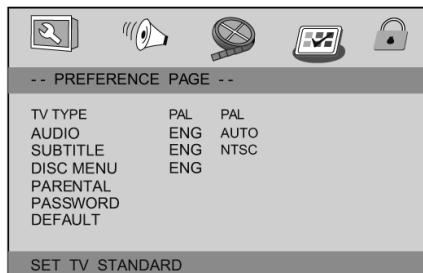 -- PREFERENCE PAGE --
TV TYPE PAL PAL
AUDIO ENG AUTO
SUBTITLE ENG NTSC
DISC MENU ENG
PARENTAL
PASSWORD
DEFAULT
SET TV STANDARD